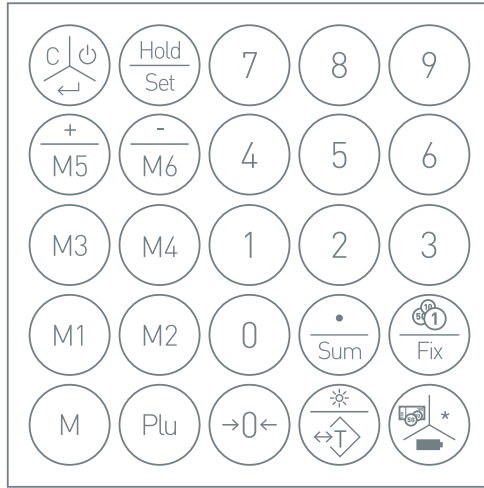 C Hold 7 8 9
Set
+ -
M5 M6 4 5 6
M3 M4 1 2 3
M1 M2 0 • 50 10 1
Sum Fix
M Plu →0← ↔T *